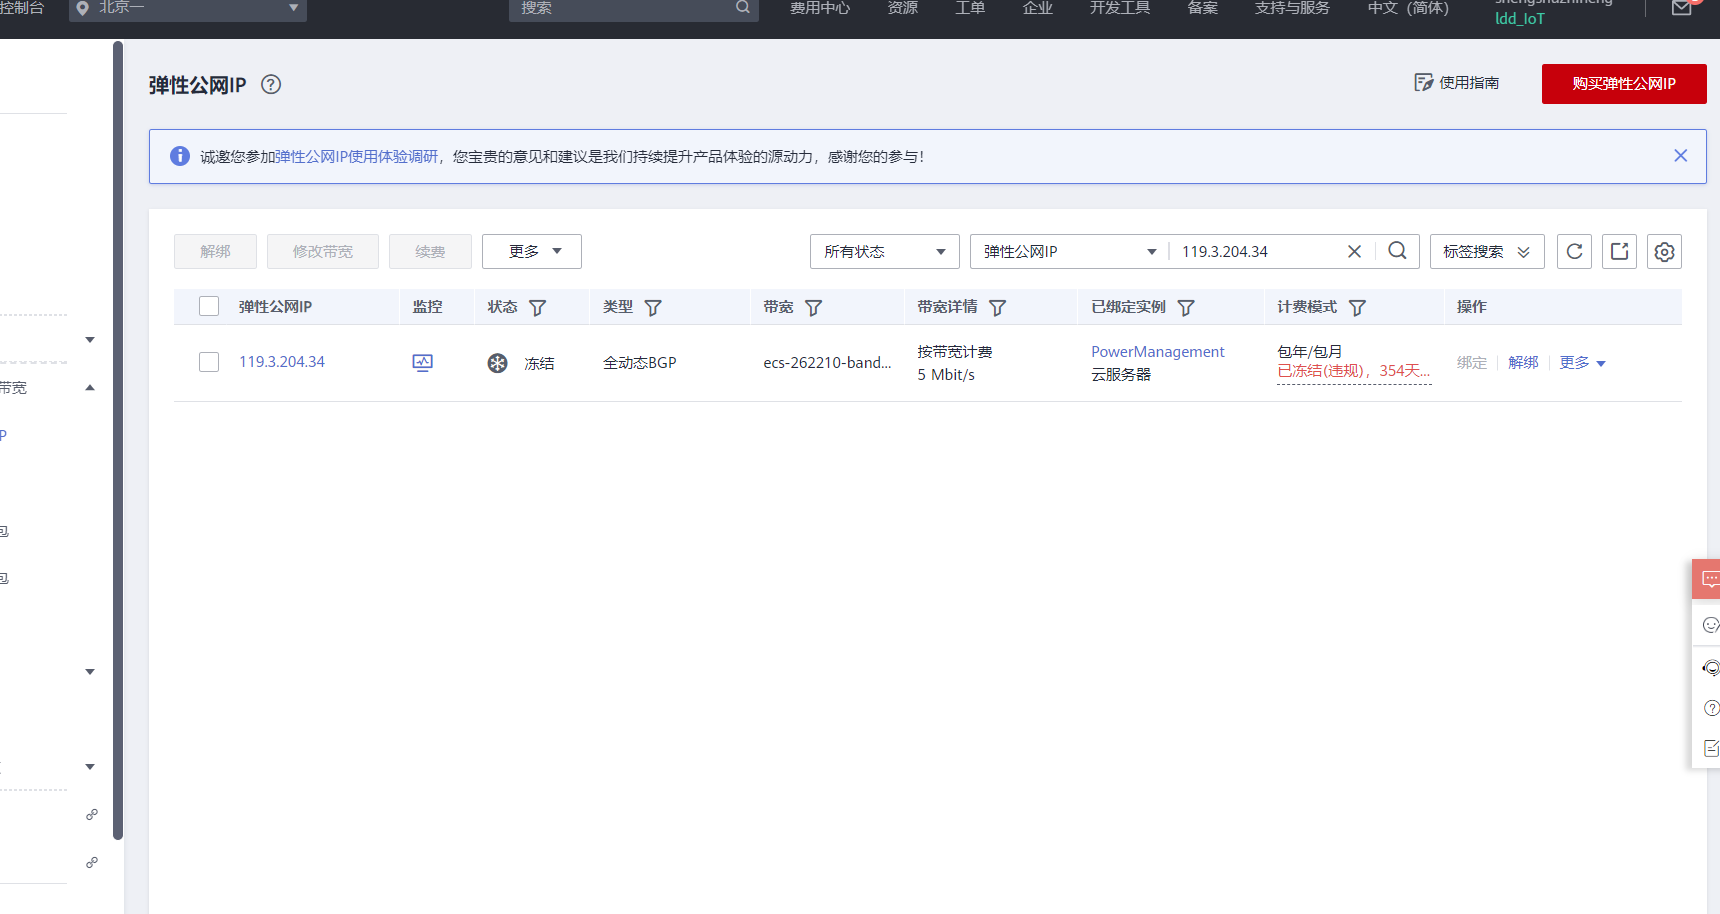 控制台
北京一
搜索
费用中心
资源
工单
企业
开发工具
备案
支持与服务
中文（简体）
ldd_IoT
弹性公网IP
使用指南
购买弹性公网IP
诚邀您参加弹性公网IP使用体验调研，您宝贵的意见和建议是我们持续提升产品体验的源动力，感谢您的参与！
解绑
修改带宽
续费
更多
所有状态
弹性公网IP
119.3.204.34
标签搜索
弹性公网IP
监控
状态
类型
带宽
带宽详情
已绑定实例
计费模式
操作
119.3.204.34
冻结
全动态BGP
ecs-262210-band...
按带宽计费
5 Mbit/s
PowerManagement
云服务器
包年/包月
已冻结(违规)，354天...
绑定
解绑
更多
带宽
P
包
包